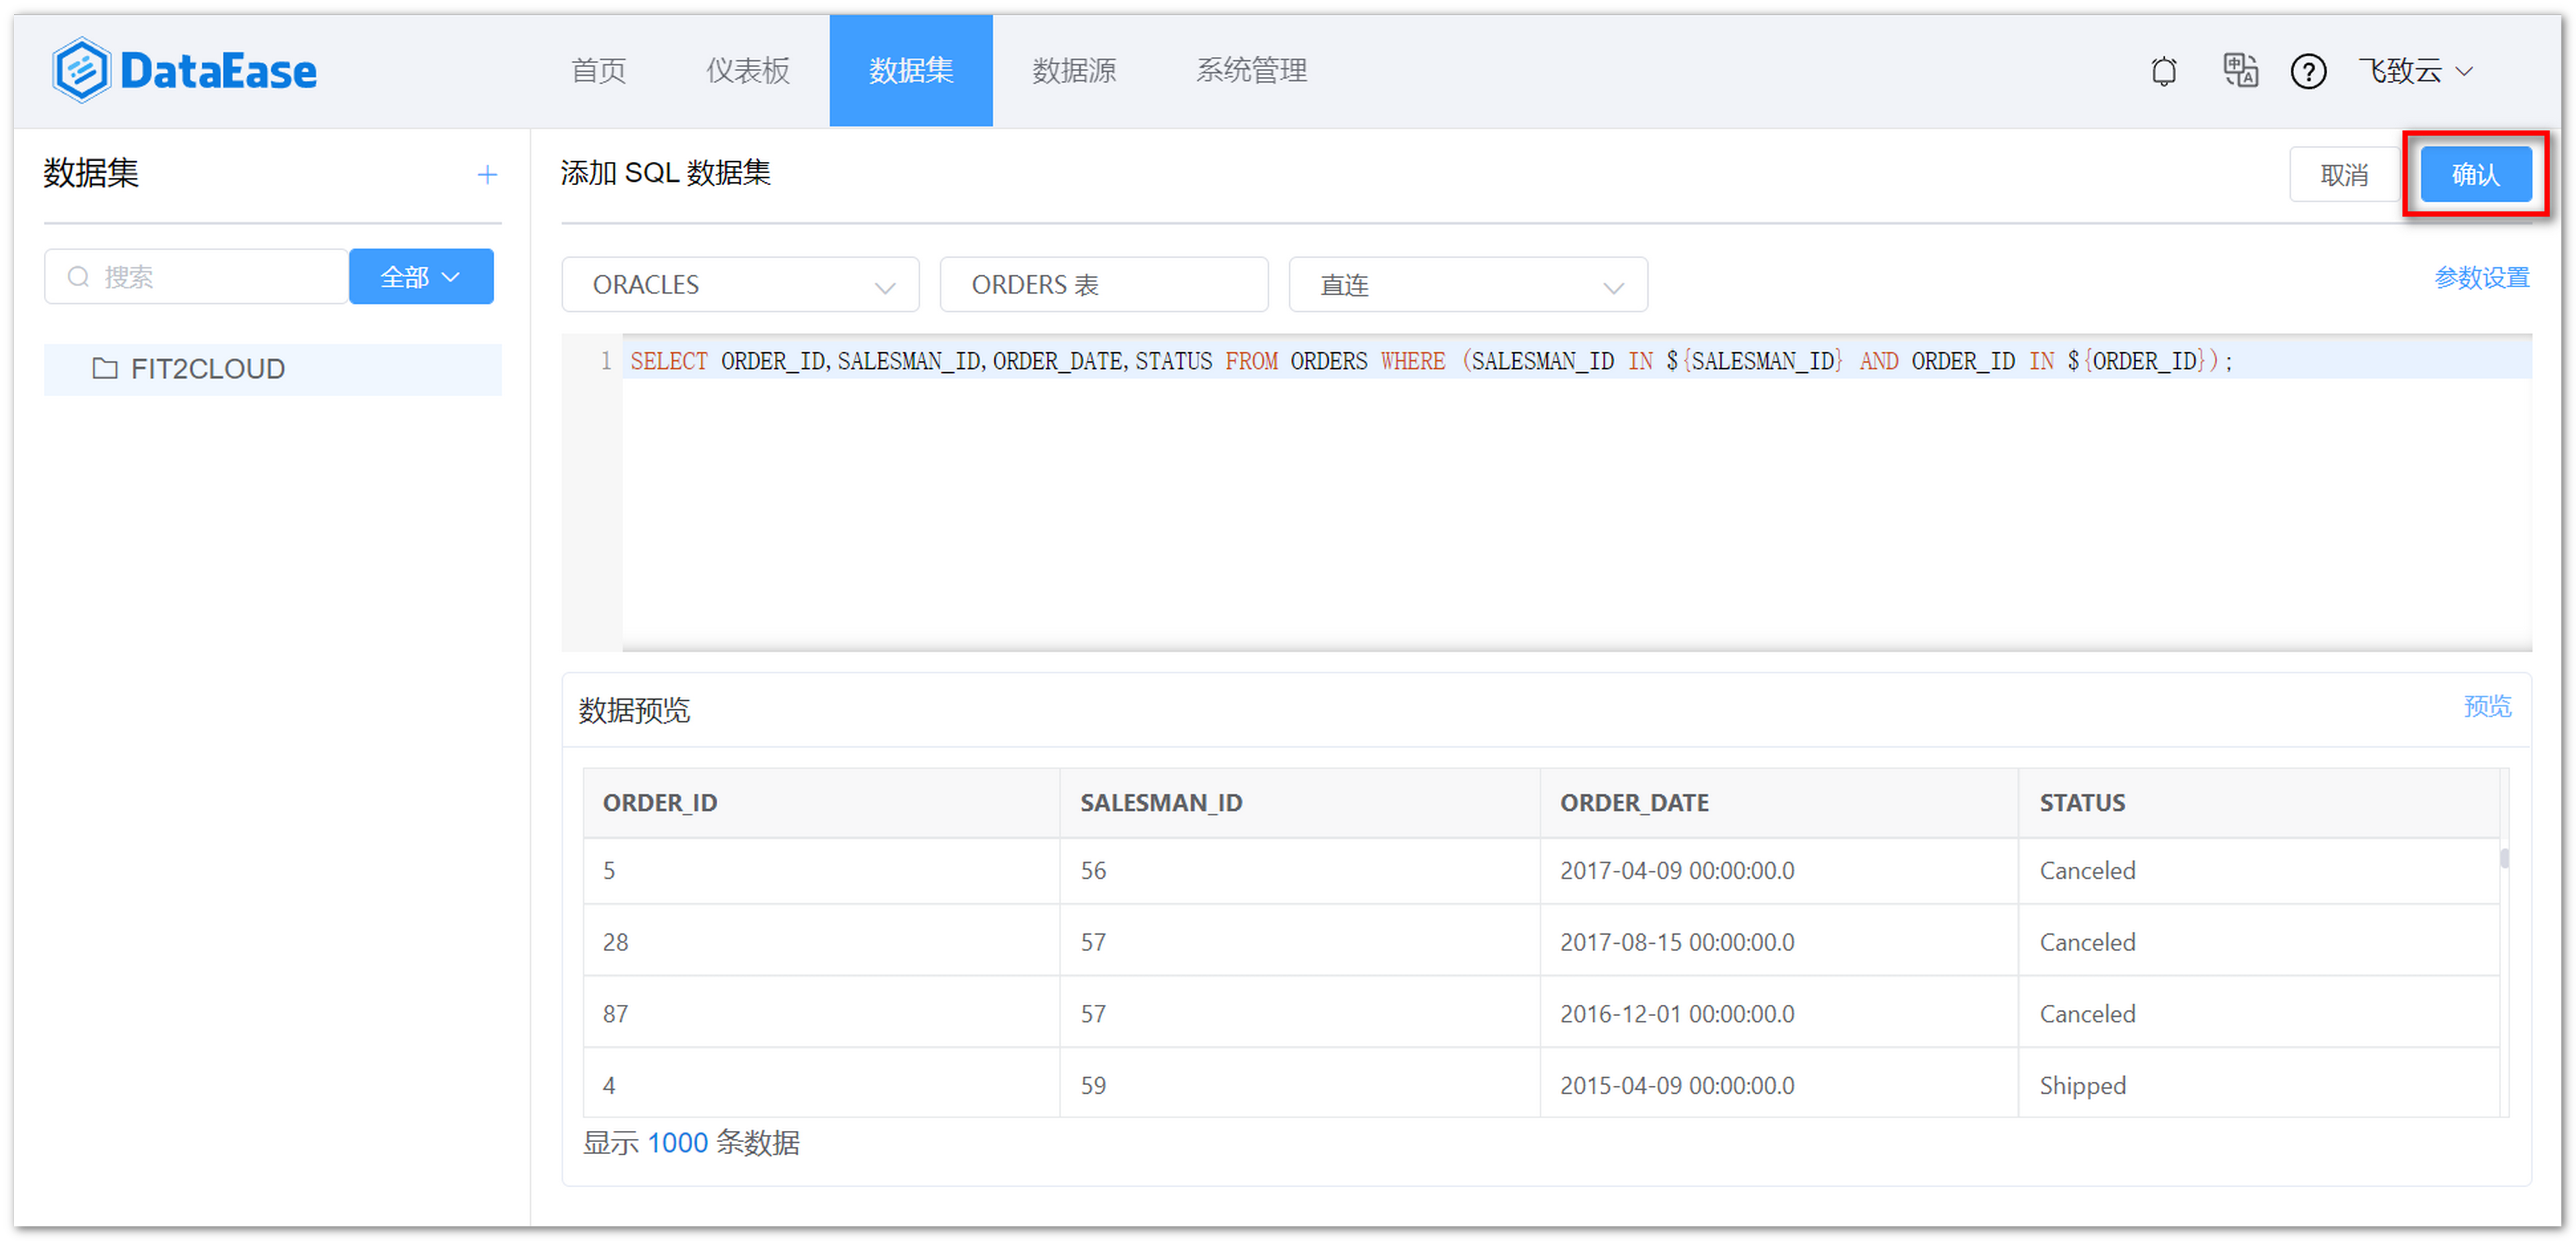 DataEase 首页 仪表板 数据集 数据源 系统管理 飞致云
数据集
搜索 全部
FIT2CLOUD
添加 SQL 数据集 取消 确认
ORACLES ORDERS 表 直连 参数设置
1 SELECT ORDER_ID,SALESMAN_ID,ORDER_DATE,STATUS FROM ORDERS WHERE (SALESMAN_ID IN ${SALESMAN_ID} AND ORDER_ID IN ${ORDER_ID});
数据预览 预览
ORDER_ID SALESMAN_ID ORDER_DATE STATUS
5 56 2017-04-09 00:00:00.0 Canceled
28 57 2017-08-15 00:00:00.0 Canceled
87 57 2016-12-01 00:00:00.0 Canceled
4 59 2015-04-09 00:00:00.0 Shipped
显示 1000 条数据